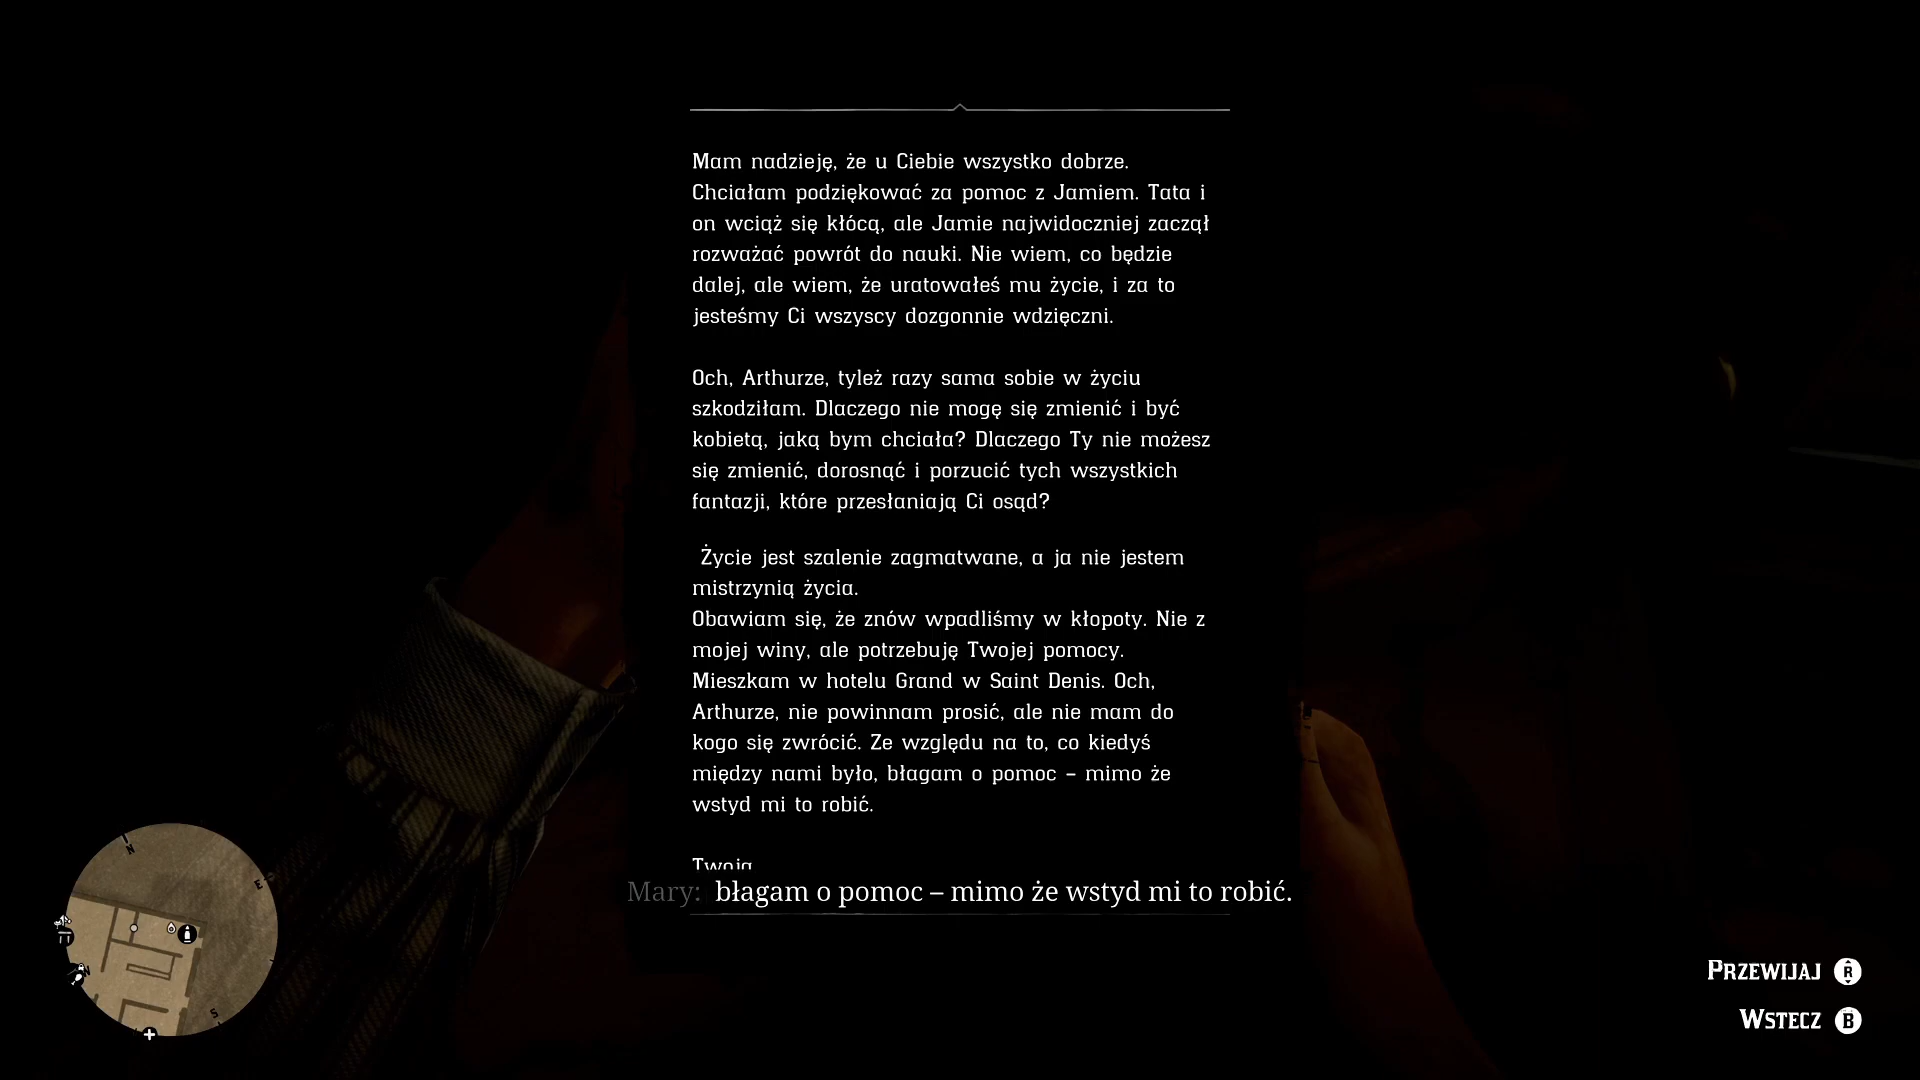 Mam nadzieję, że u Ciebie wszystko dobrze.
Chciałam podziękować za pomoc z Jamiem. Tata i
on wciąż się kłócą, ale Jamie najwidoczniej zaczął
rozważać powrót do nauki. Nie wiem, co będzie
dalej, ale wiem, że uratowałeś mu życie, i za to
jesteśmy Ci wszyscy dozgonnie wdzięczni.
Och, Arthurze, tyleż razy sama sobie w życiu
szkodziłam. Dlaczego nie mogę się zmienić i być
kobietą, jaką bym chciała? Dlaczego Ty nie możesz
się zmienić, dorosnąć i porzucić tych wszystkich
fantazji, które przesłaniają Ci osąd?
Życie jest szalenie zagmatwane, a ja nie jestem
mistrzynią życia.
Obawiam się, że znów wpadliśmy w kłopoty. Nie z
mojej winy, ale potrzebuję Twojej pomocy.
Mieszkam w hotelu Grand w Saint Denis. Och,
Arthurze, nie powinnam prosić, ale nie mam do
kogo się zwrócić. Ze względu na to, co kiedyś
między nami było, błagam o pomoc – mimo że
wstyd mi to robić.
Twoja
Mary: błagam o pomoc – mimo że wstyd mi to robić.
N
E
S
Przewijaj R
Wstecz B